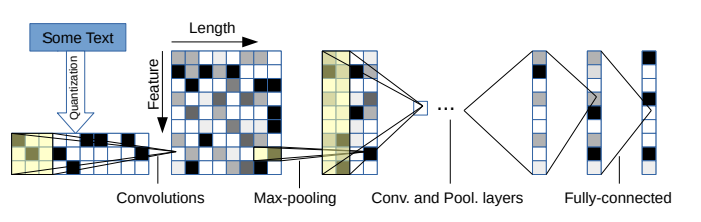 Length
Some Text
Quantization
Feature
...
Convolutions
Max-pooling
Conv. and Pool. layers
Fully-connected